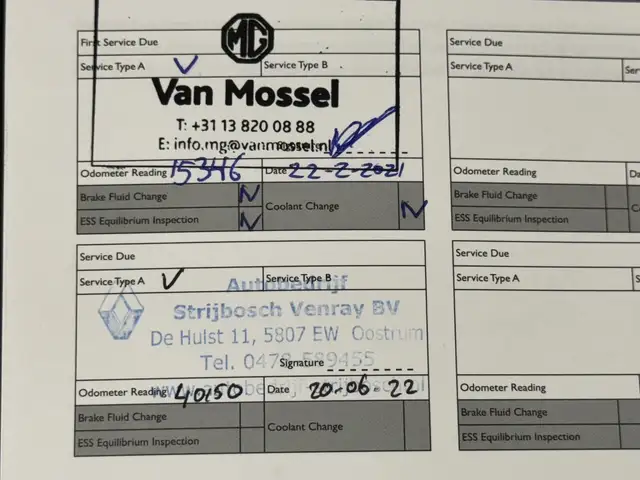 MG
First Service Due
Service Type A V Service Type B
Van Mossel
T: +31 13 820 08 88
E: info.mg@vanmossel.nl
Odometer Reading 15346 Date 22-2-2021
Brake Fluid Change N
Coolant Change N
ESS Equilibrium Inspection N
Service Due
Service Type A V Service Type B
Autobedrijf
Strijbosch Venray BV
De Hulst 11, 5807 EW Oostrum
Tel. 0478-589455
Signature
Odometer Reading 40150 Date 20-06-22
Brake Fluid Change
Coolant Change
ESS Equilibrium Inspection
Service Due
Service Type A
Odometer Reading
Brake Fluid Change
ESS Equilibrium Inspection
Service Due
Service Type A
Odometer Reading
Brake Fluid Change
ESS Equilibrium Inspection